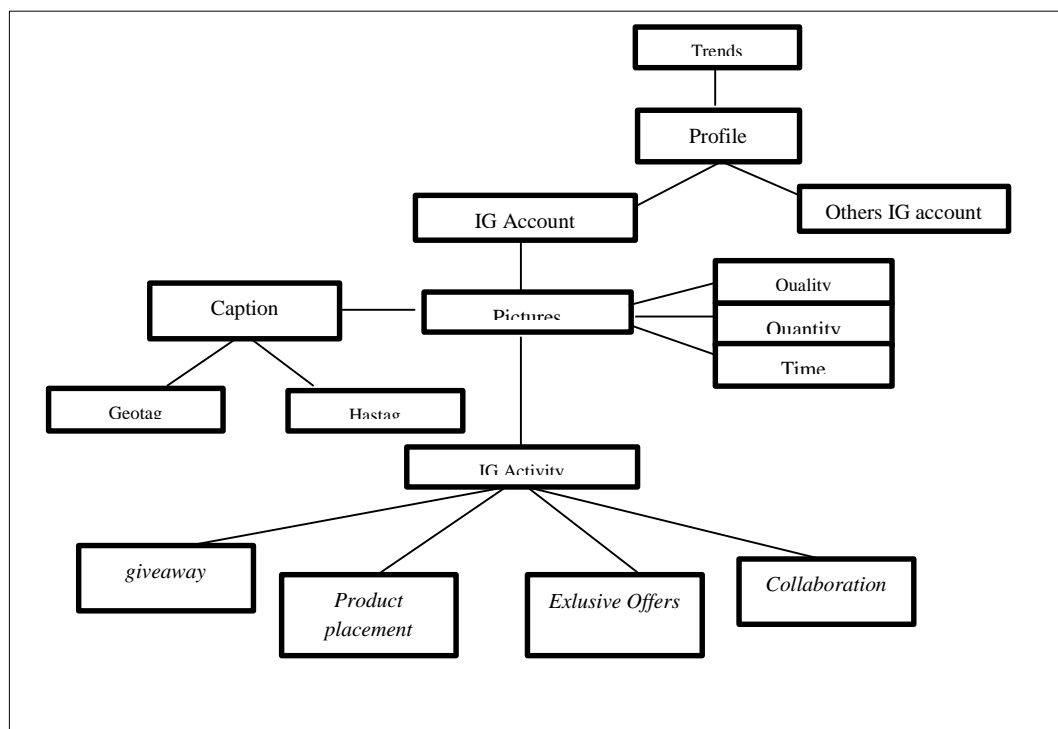 Trends
Profile
IG Account
Others IG account
Caption
Pictures
Quality
Quantity
Time
Geotag
Hastag
IG Activity
giveaway
Product
placement
Exlusive Offers
Collaboration